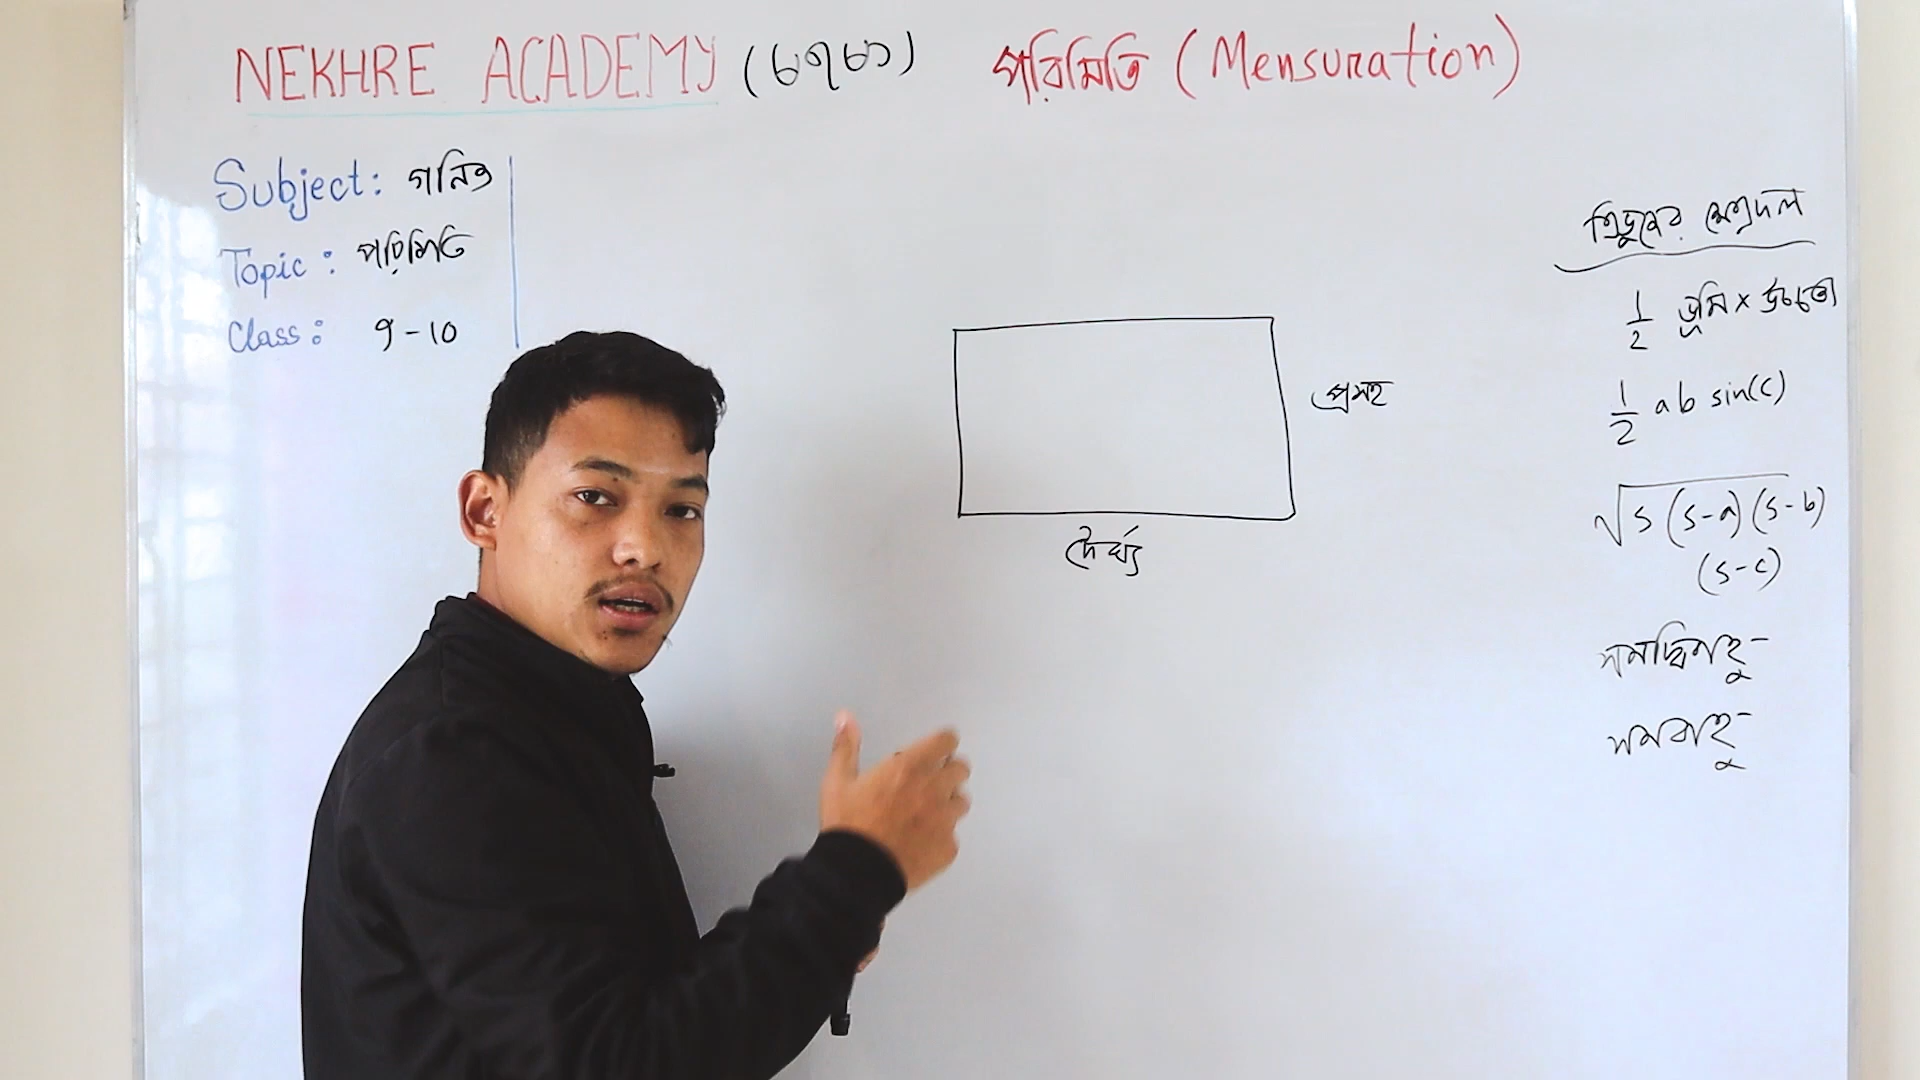 NEKHRE ACADEMY
পরিমিতি (Mensuration)
Subject: গনিত
Topic: পরিমিতি
Class: 9-10
প্রস্থ
দৈর্ঘ্য
ত্রিভুজের ক্ষেত্রফল
1/2 ভূমি × উচ্চতা
1/2 ab sin(c)
√s(s-a)(s-b)
(s-c)
সমদ্বিবাহু-
সমবাহু-